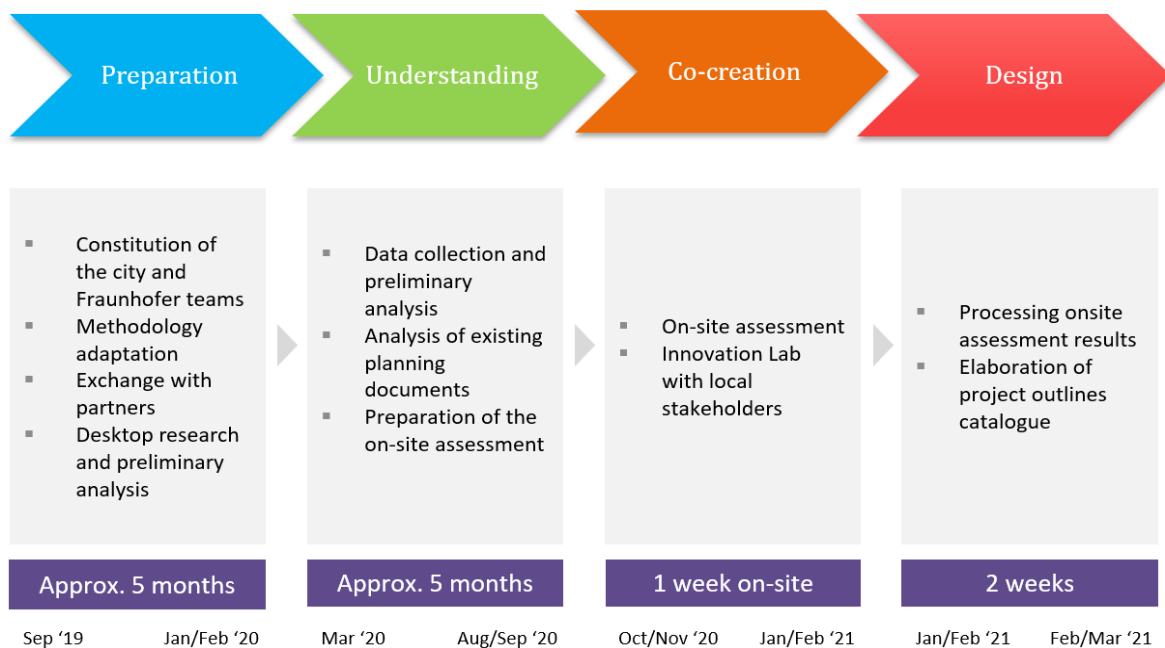 Preparation
Understanding
Co-creation
Design
▪ Constitution of
the city and
Fraunhofer teams
▪ Methodology
adaptation
▪ Exchange with
partners
▪ Desktop research
and preliminary
analysis
▪ Data collection and
preliminary
analysis
▪ Analysis of existing
planning
documents
▪ Preparation of the
on-site assessment
▪ On-site assessment
▪ Innovation Lab
with local
stakeholders
▪ Processing onsite
assessment results
▪ Elaboration of
project outlines
catalogue
Approx. 5 months
Approx. 5 months
1 week on-site
2 weeks
Sep ‘19 Jan/Feb ‘20
Mar ‘20 Aug/Sep ‘20
Oct/Nov ‘20 Jan/Feb ‘21
Jan/Feb ‘21 Feb/Mar ‘21